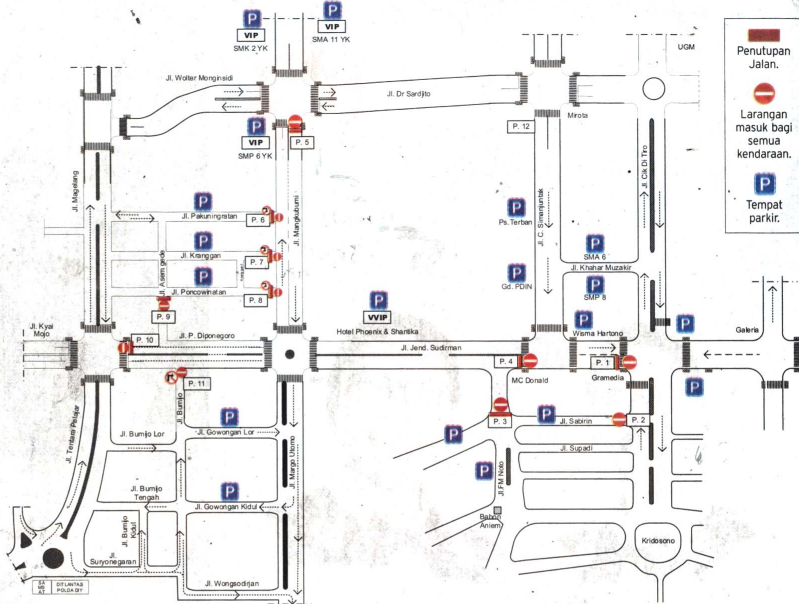 P
VIP
SMK 2 YK
P
VIP
SMA 11 YK
UGM
Penutupan
Jalan.
Larangan
masuk bagi
semua
kendaraan.
P
Tempat
parkir.
Jl. Wolter Monginsidi
Jl. Dr Sardjito
Mirota
P. 12
P
VIP
SMP 6 YK
P. 5
Jl. Magelang
Jl. Mangkubumi
Jl. C. Simanjuntak
Jl. Cik Di Tiro
P
Jl. Pakuningratan
P. 6
P
Ps. Terban
P
Jl. Kranggan
P. 7
P
SMA 6
Jl. Khahar Muzakir
P
Jl. Poncowinatan
P. 8
Jl. Asem gede
P. 9
P
Gd. PDIN
P
SMP 8
P
VVIP
Hotel Phoenix & Shantika
P
Wisma Hartono
P
Galeria
Jl. Kyai
Mojo
P. 10
Jl. P. Diponegoro
Jl. Jend. Sudirman
P. 4
P. 1
MC Donald
Gramedia
P
P. 11
Jl. Bumijo
Jl. Tentara Pelajar
P
Jl. Gowongan Lor
Jl. Bumijo Lor
Jl. Margo Utomo
P. 3
P
Jl. Sabirin
P. 2
P
Jl. Supadi
P
Jl.FM Noto
Jl. Bumijo
Tengah
P
Jl. Gowongan Kidul
Jl. Bumijo
Kidul
Babon
Aniem
Kridosono
Jl.
Suryonegaran
Jl. Wongsodirjan
SA
MS
AT
DITLANTAS
POLDA DIY